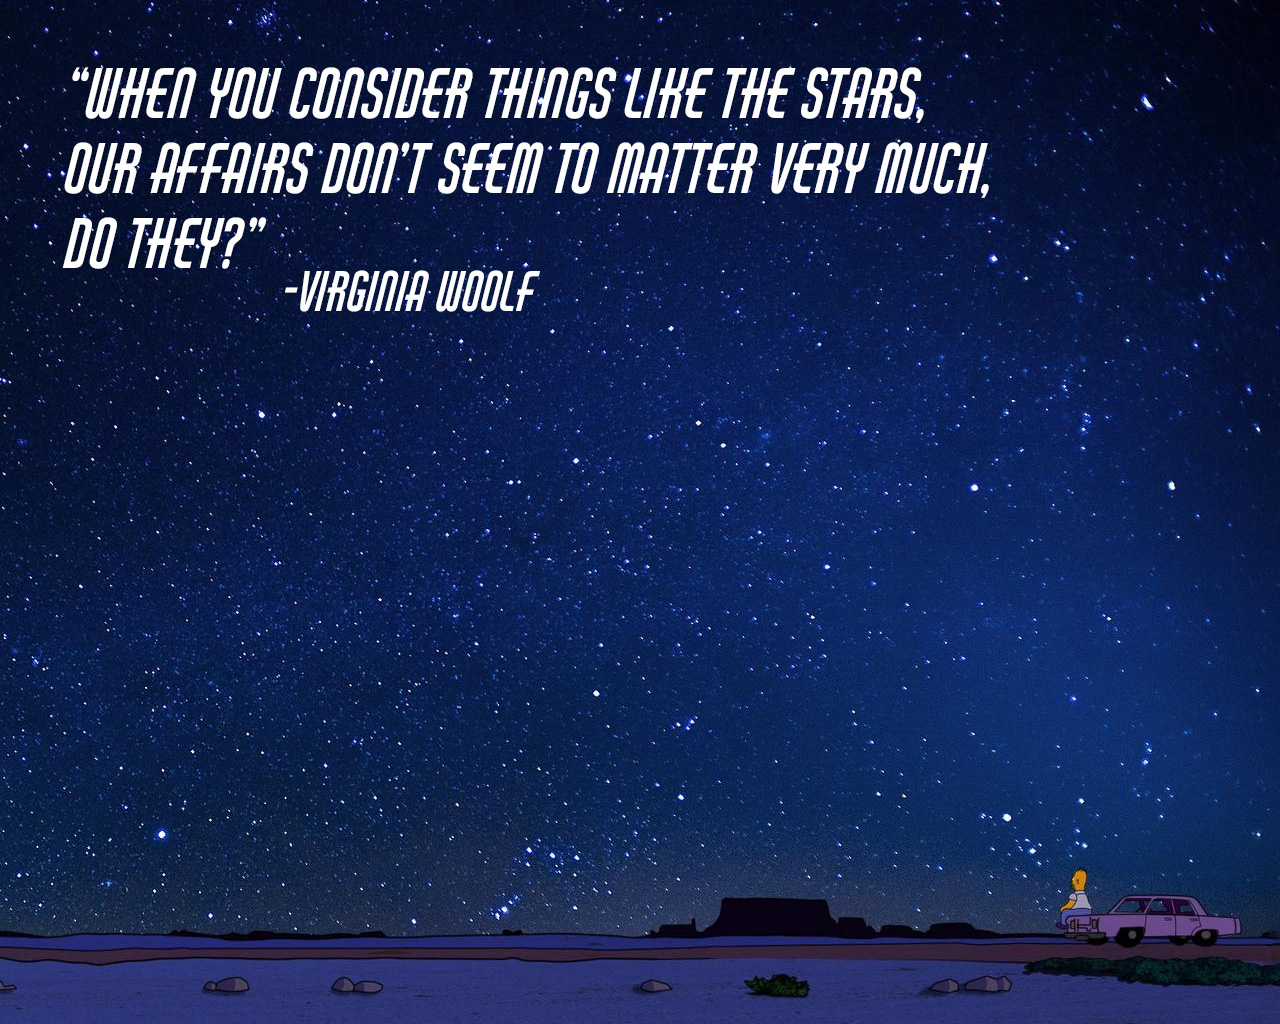 “WHEN YOU CONSIDER THINGS LIKE THE STARS,
OUR AFFAIRS DON’T SEEM TO MATTER VERY MUCH,
DO THEY?”
-VIRGINIA WOOLF